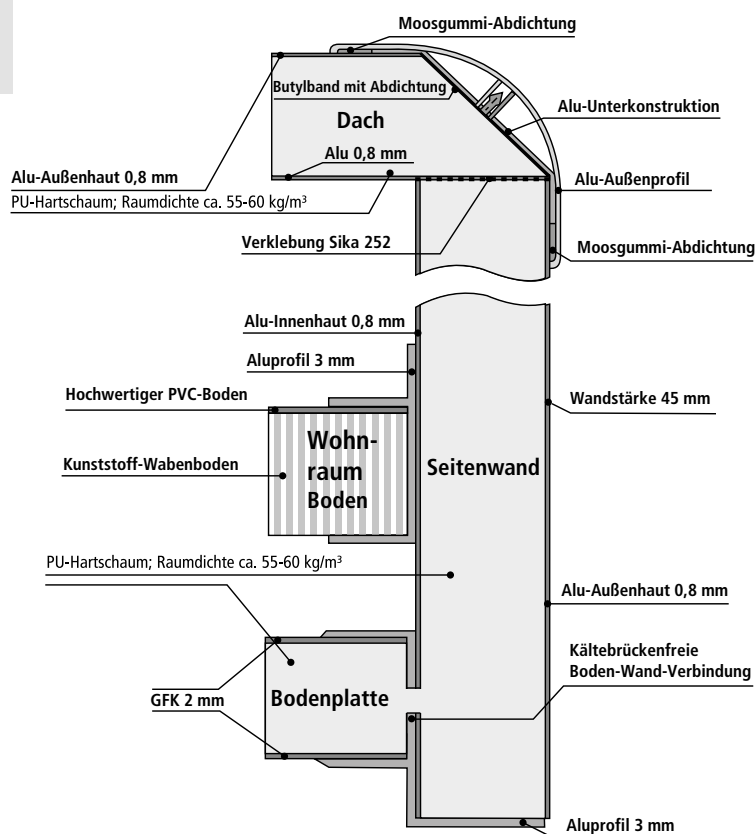 Moosgummi-Abdichtung
Butylband mit Abdichtung
Dach
Alu-Unterkonstruktion
Alu 0,8 mm
Alu-Außenhaut 0,8 mm
Alu-Außenprofil
PU-Hartschaum; Raumdichte ca. 55-60 kg/m³
Verklebung Sika 252
Moosgummi-Abdichtung
Alu-Innenhaut 0,8 mm
Aluprofil 3 mm
Hochwertiger PVC-Boden
Wandstärke 45 mm
Wohn-
raum
Boden
Kunststoff-Wabenboden
Seitenwand
PU-Hartschaum; Raumdichte ca. 55-60 kg/m³
Alu-Außenhaut 0,8 mm
Kältebrückenfreie
Boden-Wand-Verbindung
GFK 2 mm
Bodenplatte
Aluprofil 3 mm